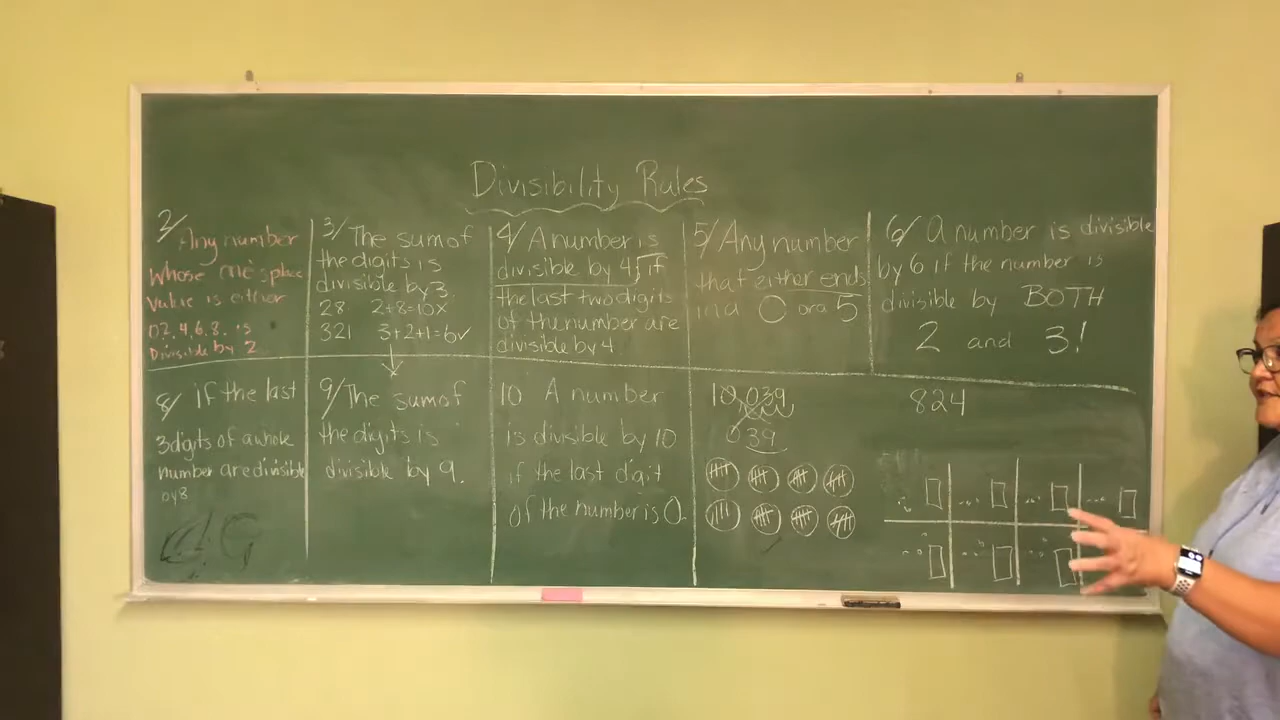 Divisibility Rules
2/ Any number
whose one's place
value is either
0 2, 4, 6, 8. is
Divisible by 2
3/ The sum of
the digits is
divisible by 3.
28 2+8=10x
321 3+2+1=6✓
4/ A number is
divisible by 4, if
the last two digits
of the number are
divisible by 4
5/ Any number
that either ends
in a 0 or a 5
6/ A number is divisible
by 6 if the number is
divisible by BOTH
2 and 3!
8/ if the last
3 digits of a whole
number are divisible
by 8
9/ The sum of
the digits is
divisible by 9.
10 A number
is divisible by 10
if the last digit
of the number is 0.
10,039
039
824